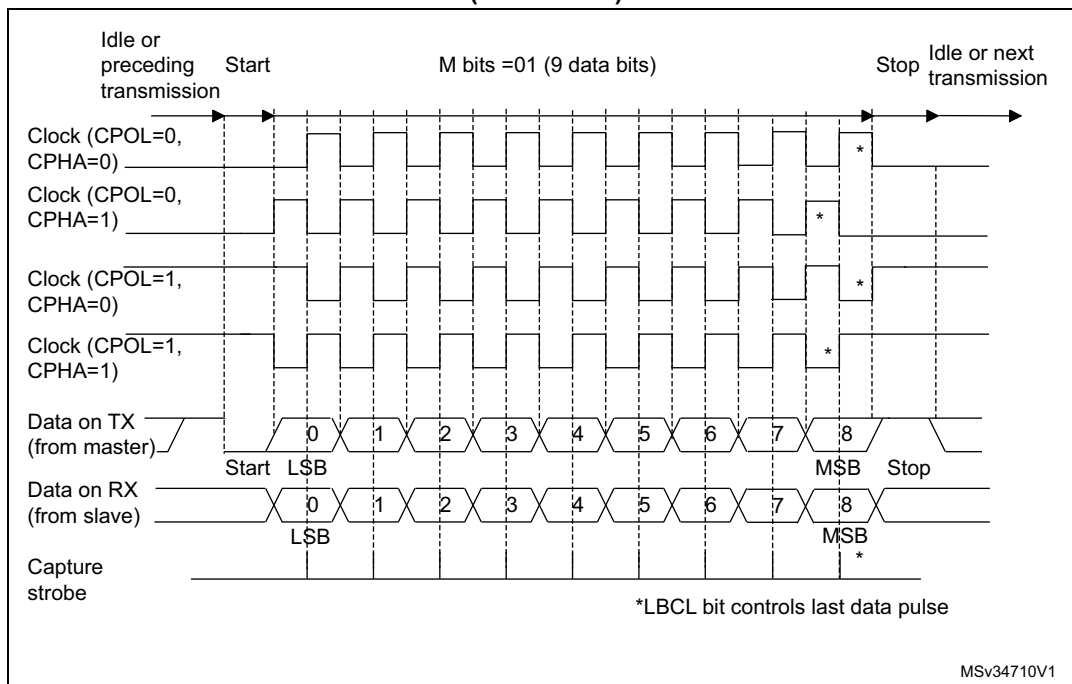 Idle or
preceding
transmission
Start
M bits =01 (9 data bits)
Stop
Idle or next
transmission
Clock (CPOL=0,
CPHA=0)
*
Clock (CPOL=0,
CPHA=1)
*
Clock (CPOL=1,
CPHA=0)
*
Clock (CPOL=1,
CPHA=1)
*
Data on TX
(from master)
0 1 2 3 4 5 6 7 8
Start LSB MSB Stop
Data on RX
(from slave)
0 1 2 3 4 5 6 7 8
LSB MSB
Capture
strobe
*
*LBCL bit controls last data pulse
MSv34710V1